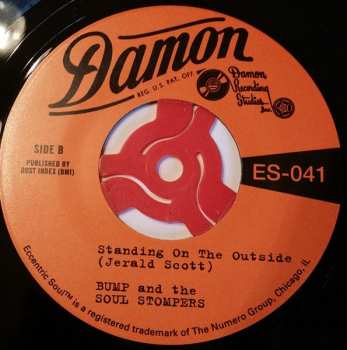 Damon
REG. U.S. PAT. OFF.
Damon
Recording
Studios
Inc.
SIDE B
PUBLISHED BY
DUST INDEX (BMI)
ES-041
Standing On The Outside
(Jerald Scott)
BUMP and the
SOUL STOMPERS
Eccentric Soul™ is a registered trademark of The Numero Group, Chicago, IL